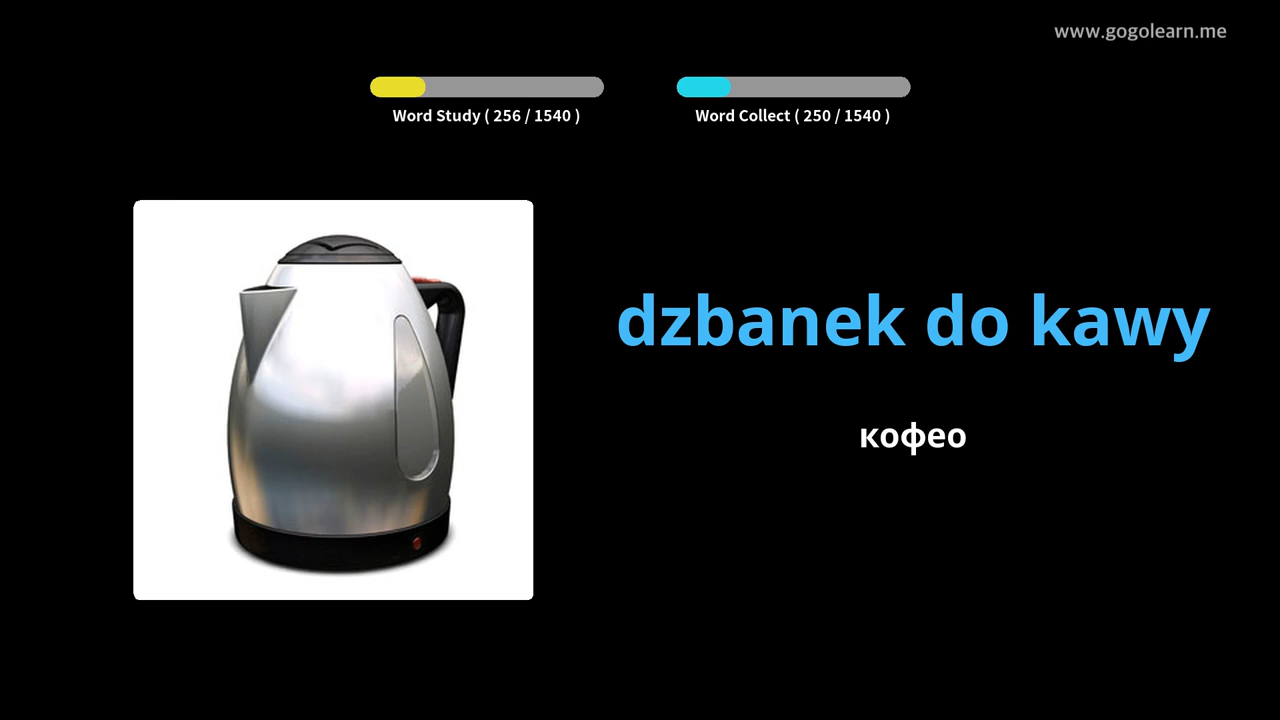 www.gogolearn.me
Word Study ( 256 / 1540 )
Word Collect ( 250 / 1540 )
dzbanek do kawy
кофео